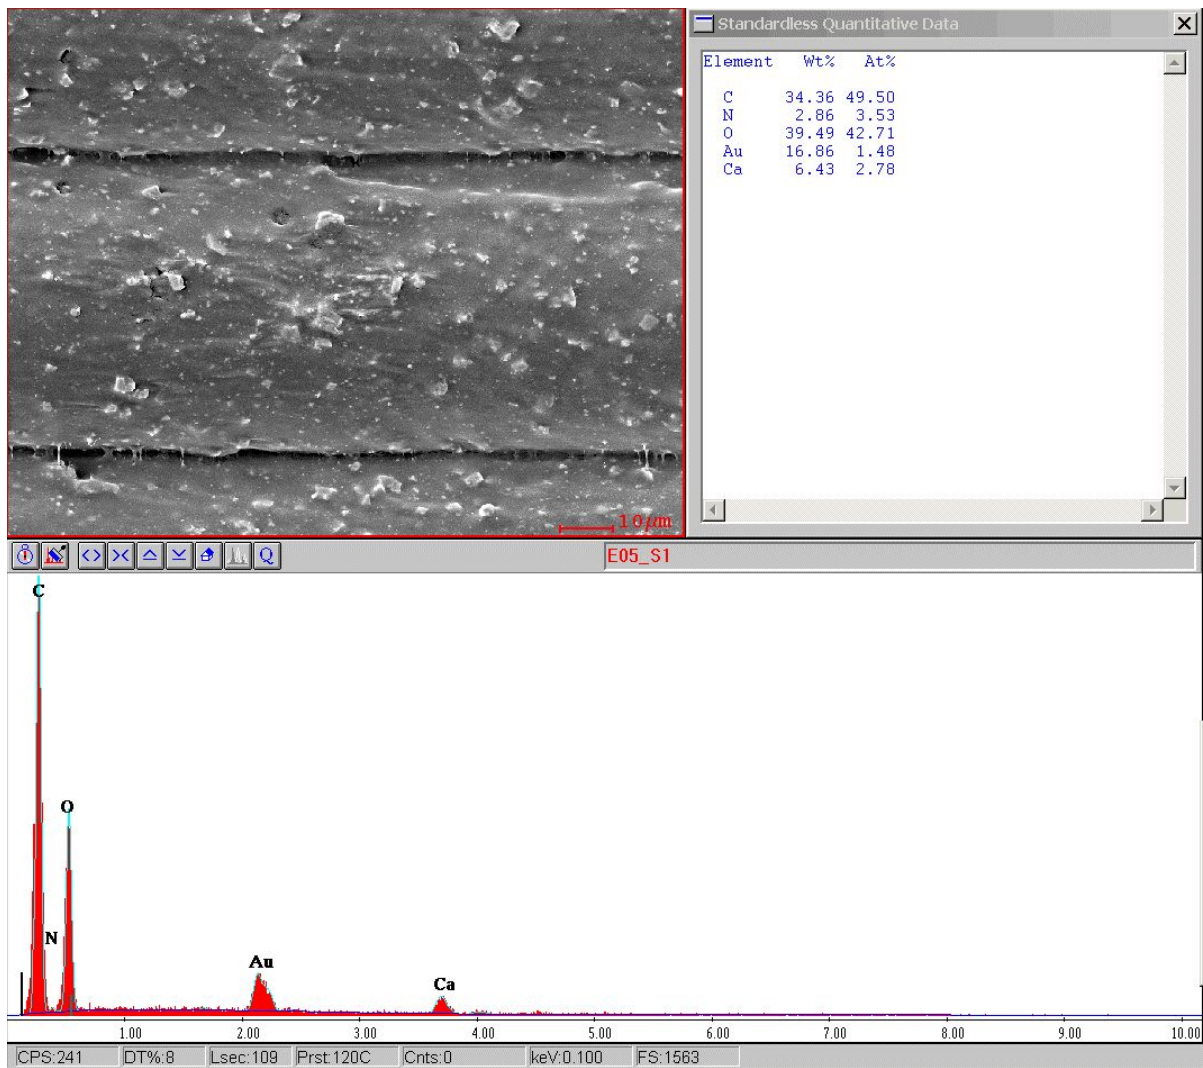 Standardless Quantitative Data
Element Wt% At%
C 34.36 49.50
N 2.86 3.53
O 39.49 42.71
Au 16.86 1.48
Ca 6.43 2.78
10µm
Q
E05_S1
C
O
N
Au
Ca
1.00 2.00 3.00 4.00 5.00 6.00 7.00 8.00 9.00 10.00
CPS:241 DT%:8 Lsec:109 Prst:120C Cnts:0 keV:0.100 FS:1563